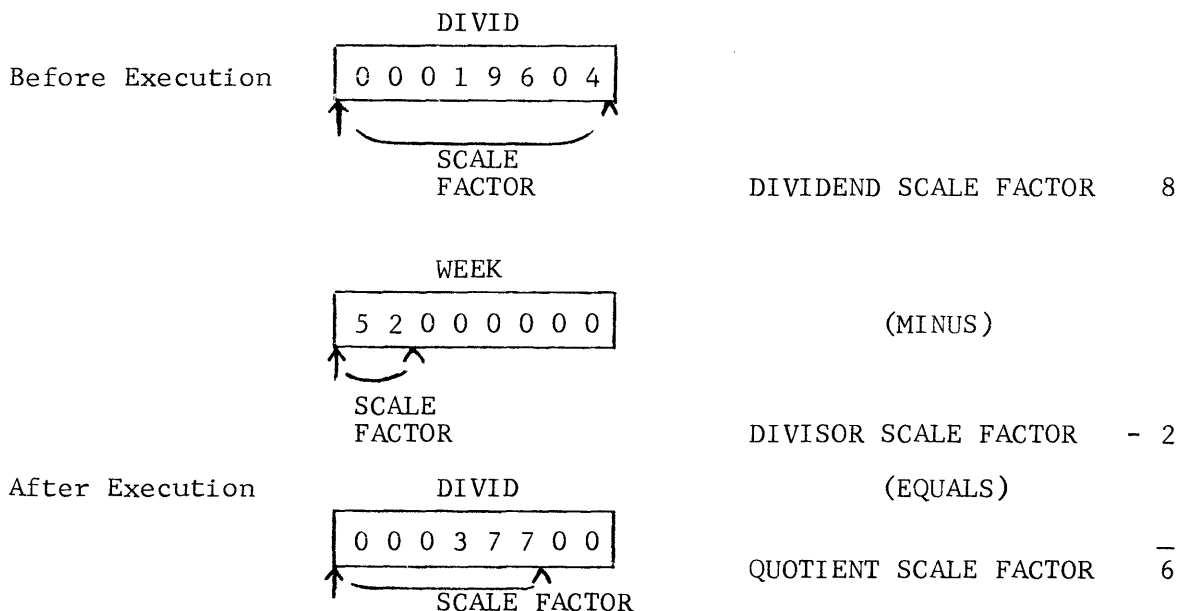 DIVID
Before Execution
0 0 0 1 9 6 0 4
SCALE
FACTOR
DIVIDEND SCALE FACTOR 8
WEEK
5 2 0 0 0 0 0 0
(MINUS)
SCALE
FACTOR
DIVISOR SCALE FACTOR - 2
After Execution
DIVID
(EQUALS)
0 0 0 3 7 7 0 0
QUOTIENT SCALE FACTOR 6
SCALE FACTOR